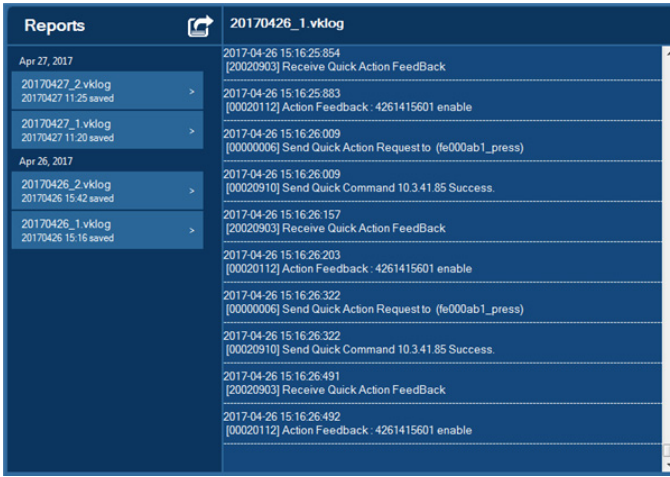 Reports
Apr 27, 2017
20170427_2.vklog
20170427 11:25 saved
>
20170427_1.vklog
20170427 11:20 saved
>
Apr 26, 2017
20170426_2.vklog
20170426 15:42 saved
>
20170426_1.vklog
20170426 15:16 saved
>
20170426_1.vklog
2017-04-26 15:16:25:854
[20020903] Receive Quick Action FeedBack
2017-04-26 15:16:25:883
[00020112] Action Feedback : 4261415601 enable
2017-04-26 15:16:26:009
[00000006] Send Quick Action Request to (fe000ab1_press)
2017-04-26 15:16:26:009
[00020910] Send Quick Command 10.3.41.85 Success.
2017-04-26 15:16:26:157
[20020903] Receive Quick Action FeedBack
2017-04-26 15:16:26:203
[00020112] Action Feedback : 4261415601 enable
2017-04-26 15:16:26:322
[00000006] Send Quick Action Request to (fe000ab1_press)
2017-04-26 15:16:26:322
[00020910] Send Quick Command 10.3.41.85 Success.
2017-04-26 15:16:26:491
[20020903] Receive Quick Action FeedBack
2017-04-26 15:16:26:492
[00020112] Action Feedback : 4261415601 enable